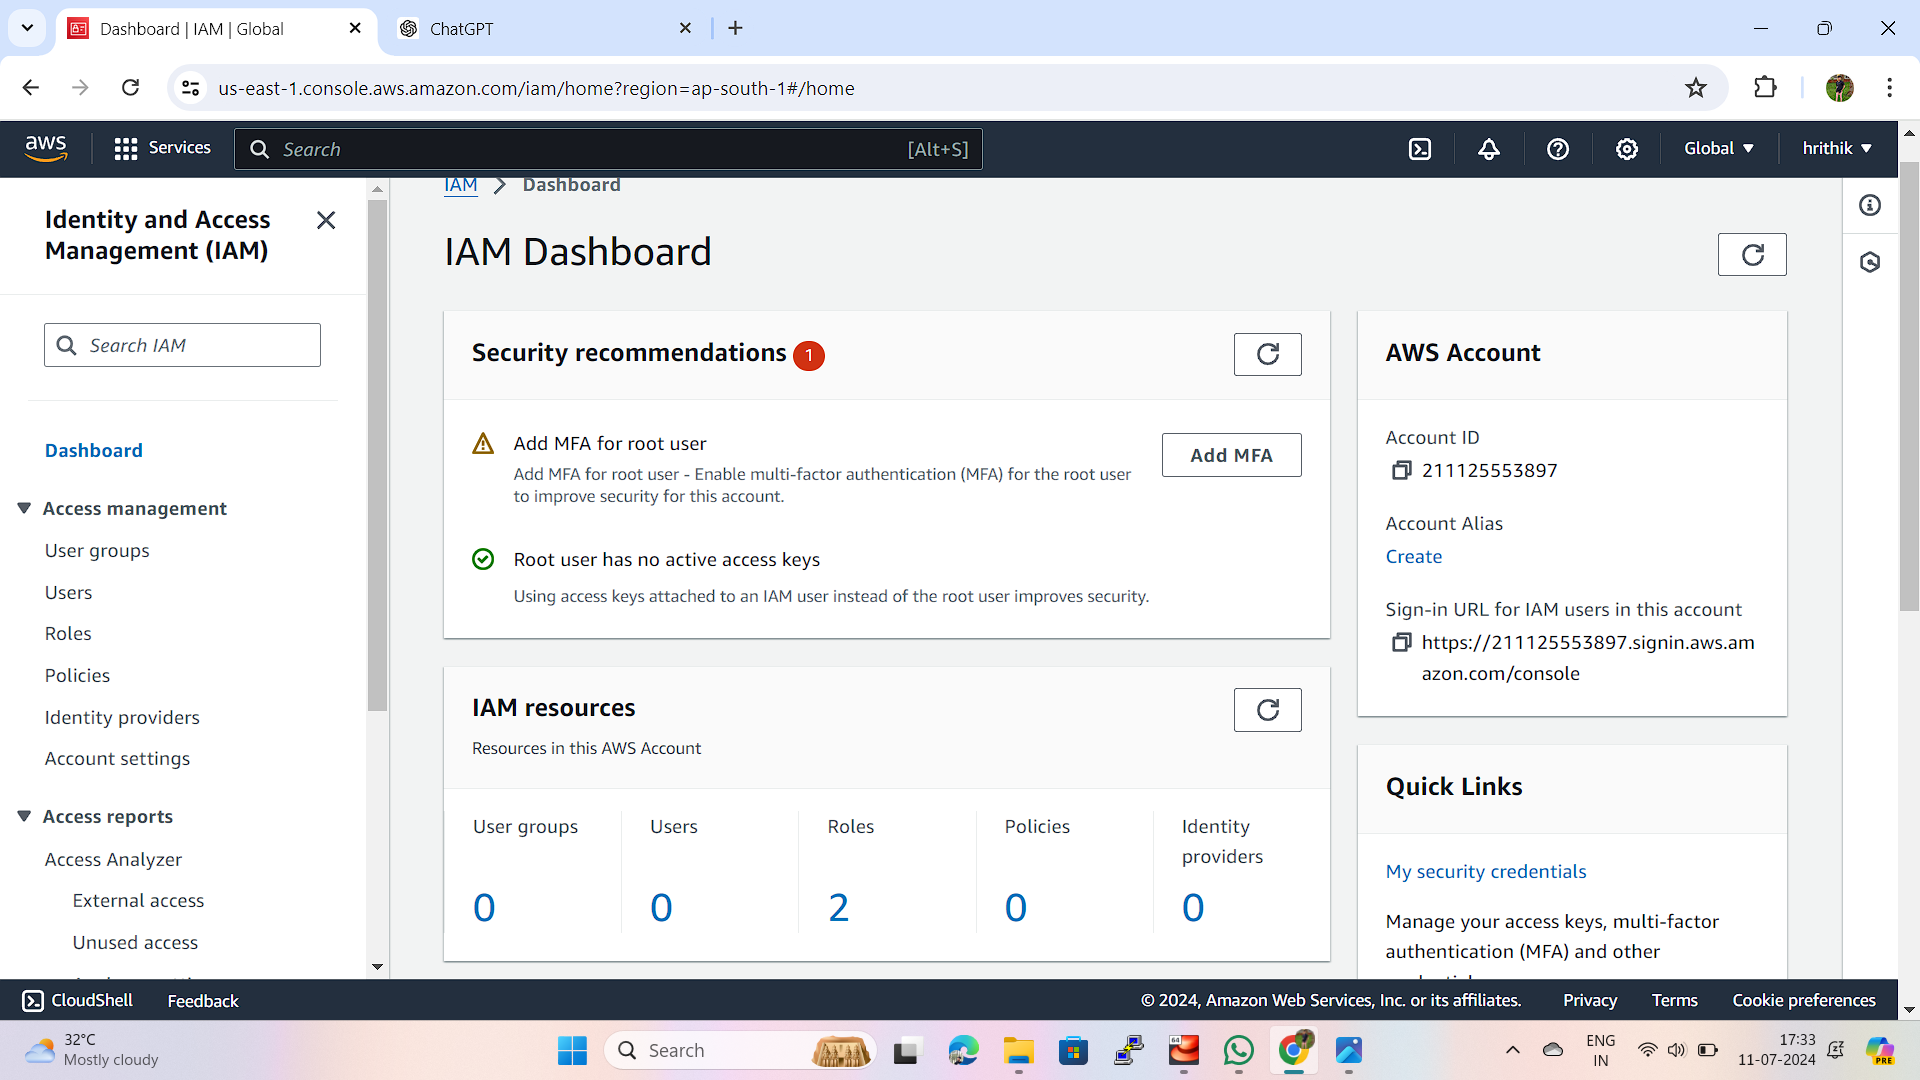 Dashboard | IAM | Global
ChatGPT
us-east-1.console.aws.amazon.com/iam/home?region=ap-south-1#/home
aws
Services
Search
[Alt+S]
Global
hrithik
Identity and Access
Management (IAM)
Search IAM
Dashboard
Access management
User groups
Users
Roles
Policies
Identity providers
Account settings
Access reports
Access Analyzer
External access
Unused access
IAM
Dashboard
IAM Dashboard
Security recommendations 1
Add MFA for root user
Add MFA for root user - Enable multi-factor authentication (MFA) for the root user
to improve security for this account.
Add MFA
Root user has no active access keys
Using access keys attached to an IAM user instead of the root user improves security.
IAM resources
Resources in this AWS Account
User groups
0
Users
0
Roles
2
Policies
0
Identity
providers
0
AWS Account
Account ID
211125553897
Account Alias
Create
Sign-in URL for IAM users in this account
https://211125553897.signin.aws.am
azon.com/console
Quick Links
My security credentials
Manage your access keys, multi-factor
authentication (MFA) and other
CloudShell
Feedback
© 2024, Amazon Web Services, Inc. or its affiliates.
Privacy
Terms
Cookie preferences
32°C
Mostly cloudy
Search
64
ENG
IN
17:33
11-07-2024
PRE